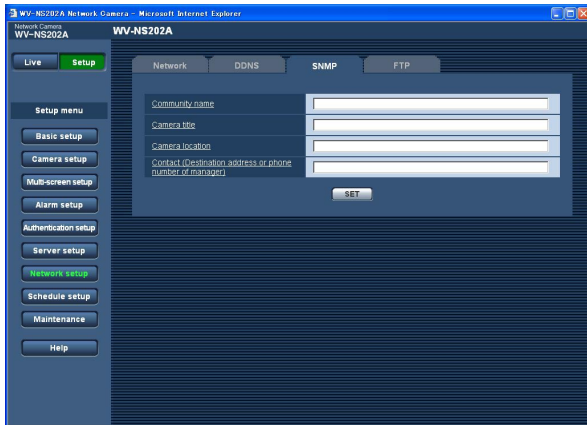 WV-NS202A Network Camera - Microsoft Internet Explorer
Network Camera
WV-NS202A
WV-NS202A
Live Setup
Network DDNS SNMP FTP
Setup menu
Basic setup
Camera setup
Multi-screen setup
Alarm setup
Authentication setup
Server setup
Network setup
Schedule setup
Maintenance
Help
Community name
Camera title
Camera location
Contact (Destination address or phone
number of manager)
SET